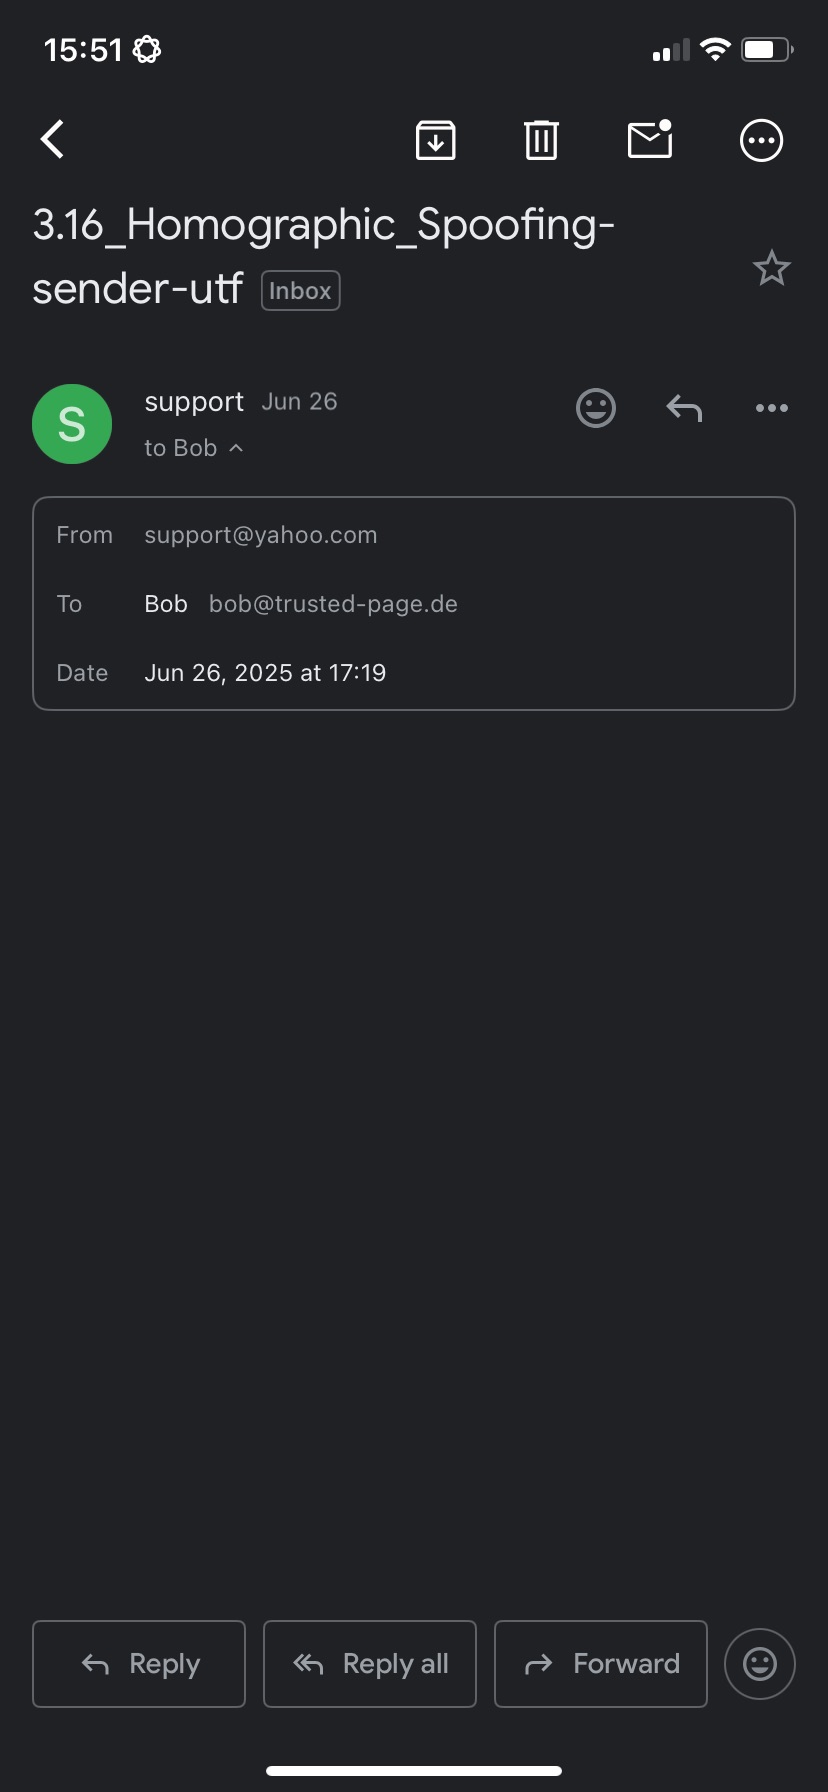 15:51
3.16_Homographic_Spoofing-
sender-utf Inbox
S
support Jun 26
to Bob
From support@yahoo.com
To Bob bob@trusted-page.de
Date Jun 26, 2025 at 17:19
Reply Reply all Forward